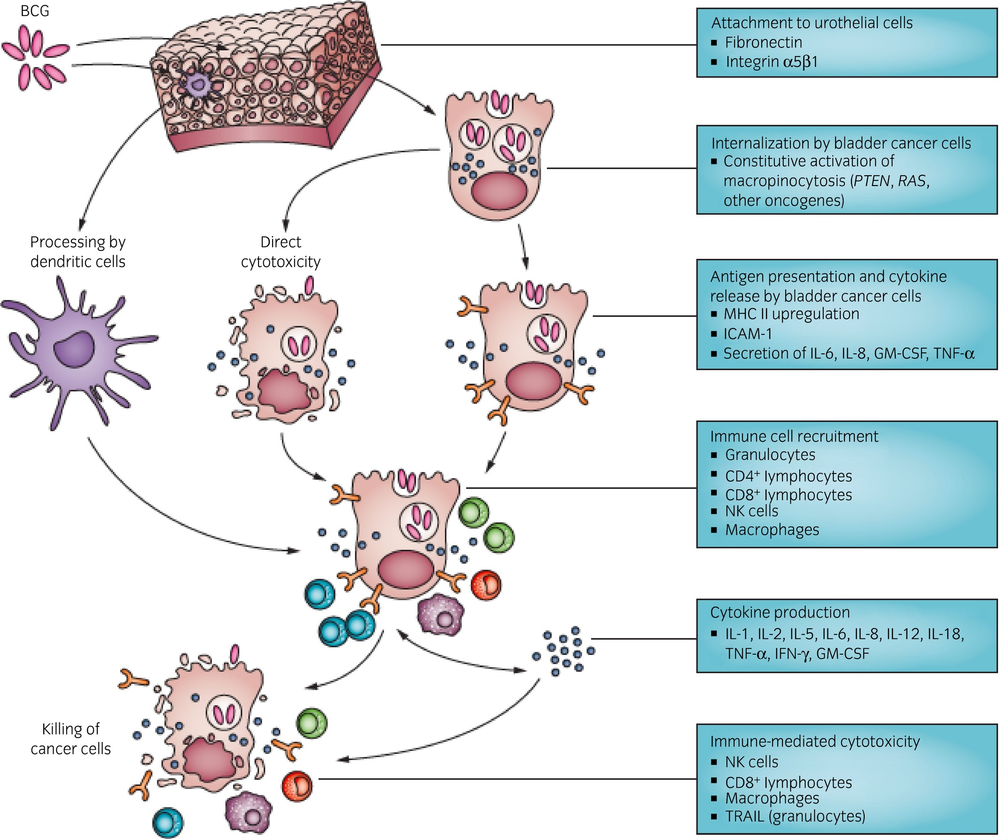 BCG
Attachment to urothelial cells
▪ Fibronectin
▪ Integrin α5β1
Internalization by bladder cancer cells
▪ Constitutive activation of
macropinocytosis (PTEN, RAS,
other oncogenes)
Processing by
dendritic cells
Direct
cytotoxicity
Antigen presentation and cytokine
release by bladder cancer cells
▪ MHC II upregulation
▪ ICAM-1
▪ Secretion of IL-6, IL-8, GM-CSF, TNF-α
Immune cell recruitment
▪ Granulocytes
▪ CD4⁺ lymphocytes
▪ CD8⁺ lymphocytes
▪ NK cells
▪ Macrophages
Cytokine production
▪ IL-1, IL-2, IL-5, IL-6, IL-8, IL-12, IL-18,
TNF-α, IFN-γ, GM-CSF
Killing of
cancer cells
Immune-mediated cytotoxicity
▪ NK cells
▪ CD8⁺ lymphocytes
▪ Macrophages
▪ TRAIL (granulocytes)